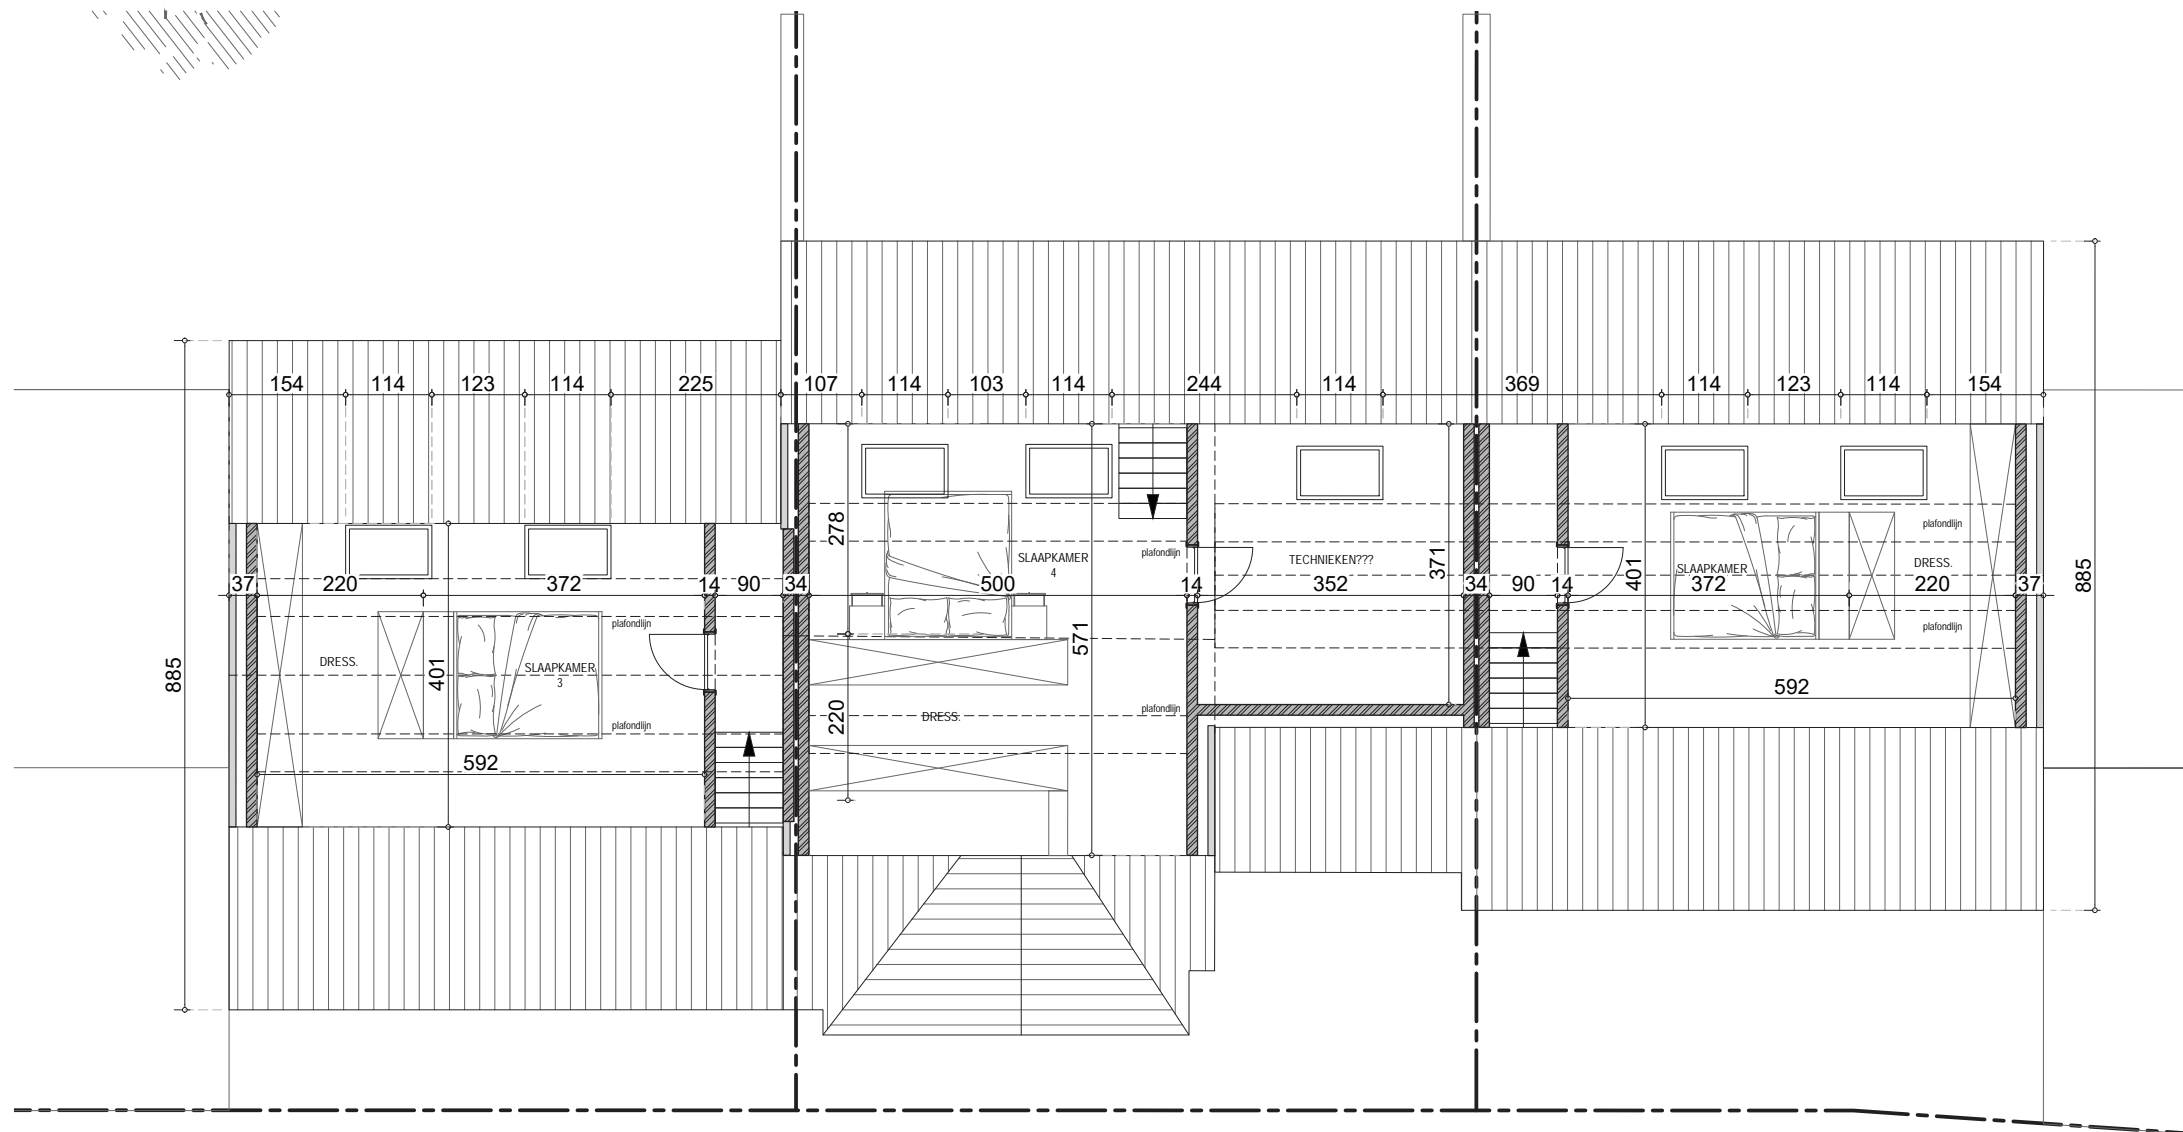 154 114 123 114 225 107 114 103 114 244 114 369 114 123 114 154
278
SLAAPKAMER
4
plafondlijn
TECHNIEKEN???
371
plafondlijn
SLAAPKAMER
DRESS.
401
37 220 372 14 90 34 500 14 352 34 90 14 372 220 37
885
885
plafondlijn
plafondlijn
DRESS.
401
SLAAPKAMER
3
571
592
220
DRESS.
plafondlijn
plafondlijn
592